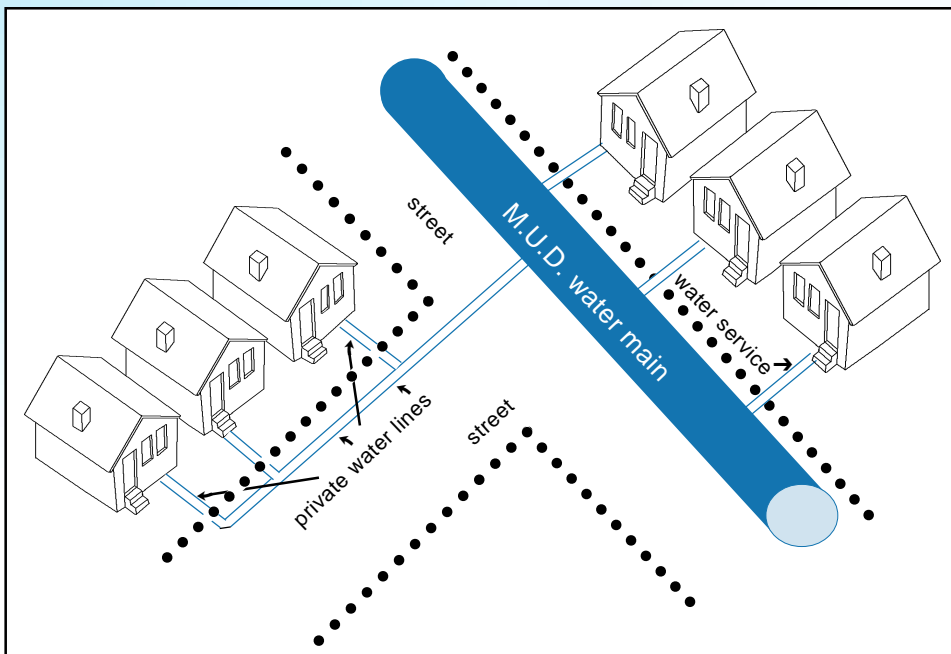 street
M.U.D. water main
water service
private water lines
street